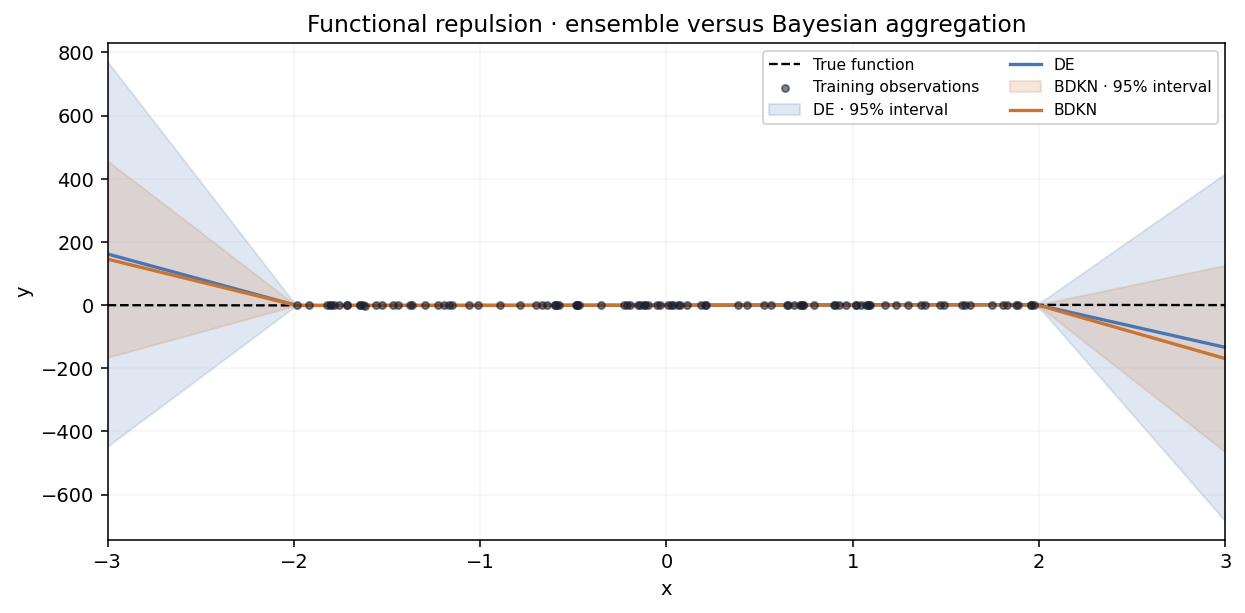 Functional repulsion · ensemble versus Bayesian aggregation
True function
Training observations
DE · 95% interval
DE
BDKN · 95% interval
BDKN
y
800
600
400
200
0
−200
−400
−600
−3
−2
−1
0
1
2
3
x